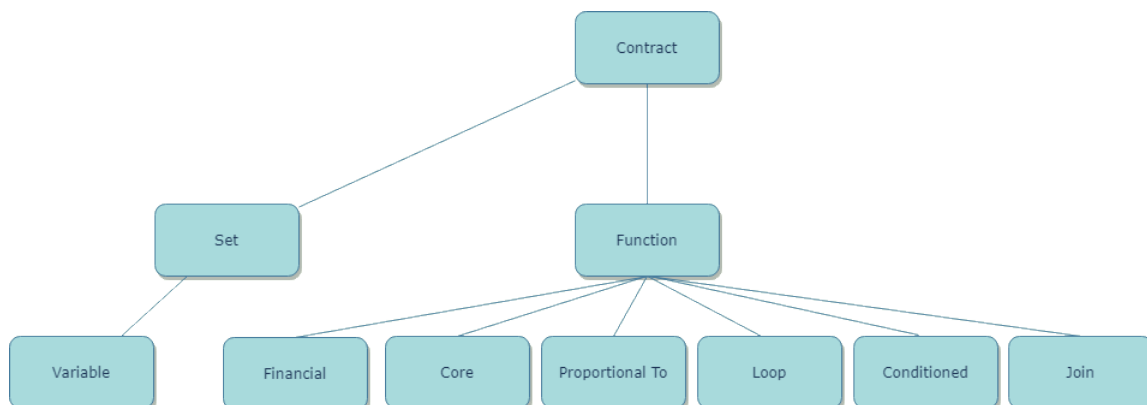 Contract
Set
Function
Variable
Financial
Core
Proportional To
Loop
Conditioned
Join